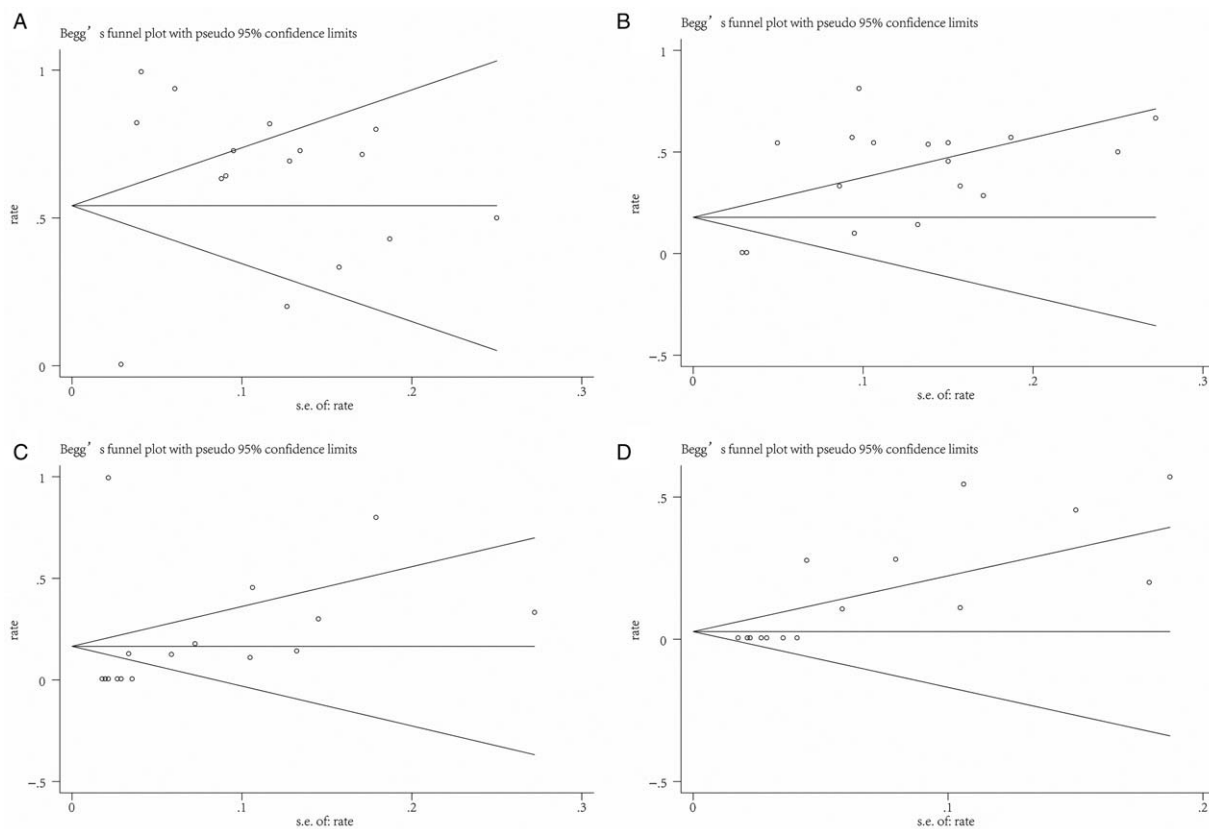 A
Begg’ s funnel plot with pseudo 95% confidence limits
1
.5
0
rate
0 .1 .2 .3
s.e. of: rate
B
Begg’ s funnel plot with pseudo 95% confidence limits
1
.5
0
-.5
rate
0 .1 .2 .3
s.e. of: rate
C
Begg’ s funnel plot with pseudo 95% confidence limits
1
.5
0
-.5
rate
0 .1 .2 .3
s.e. of: rate
D
Begg’ s funnel plot with pseudo 95% confidence limits
.5
0
-.5
rate
0 .1 .2
s.e. of: rate